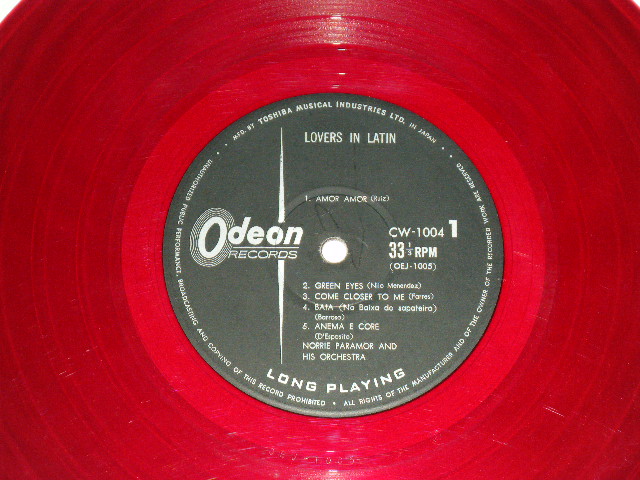 MFG. BY TOSHIBA MUSICAL INDUSTRIES LTD. IN JAPAN
LOVERS IN LATIN
1. AMOR AMOR (Ruiz)
Odeon
RECORDS
CW-1004 1
33 1/3 RPM
(OEJ-1005)
2. GREEN EYES (Nilo Menendez)
3. COME CLOSER TO ME (Farres)
4. BAIA (Na Baixa do sapateiro)
(Barroso)
5. ANEMA E CORE
(D'Esposito)
NORRIE PARAMOR AND
HIS ORCHESTRA
LONG PLAYING
UNAUTHORIZED PUBLIC PERFORMANCE, BROADCASTING AND COPYING OF THIS RECORD PROHIBITED • ALL RIGHTS OF THE MANUFACTURER AND OF THE OWNER OF THE RECORDED WORK ARE RESERVED